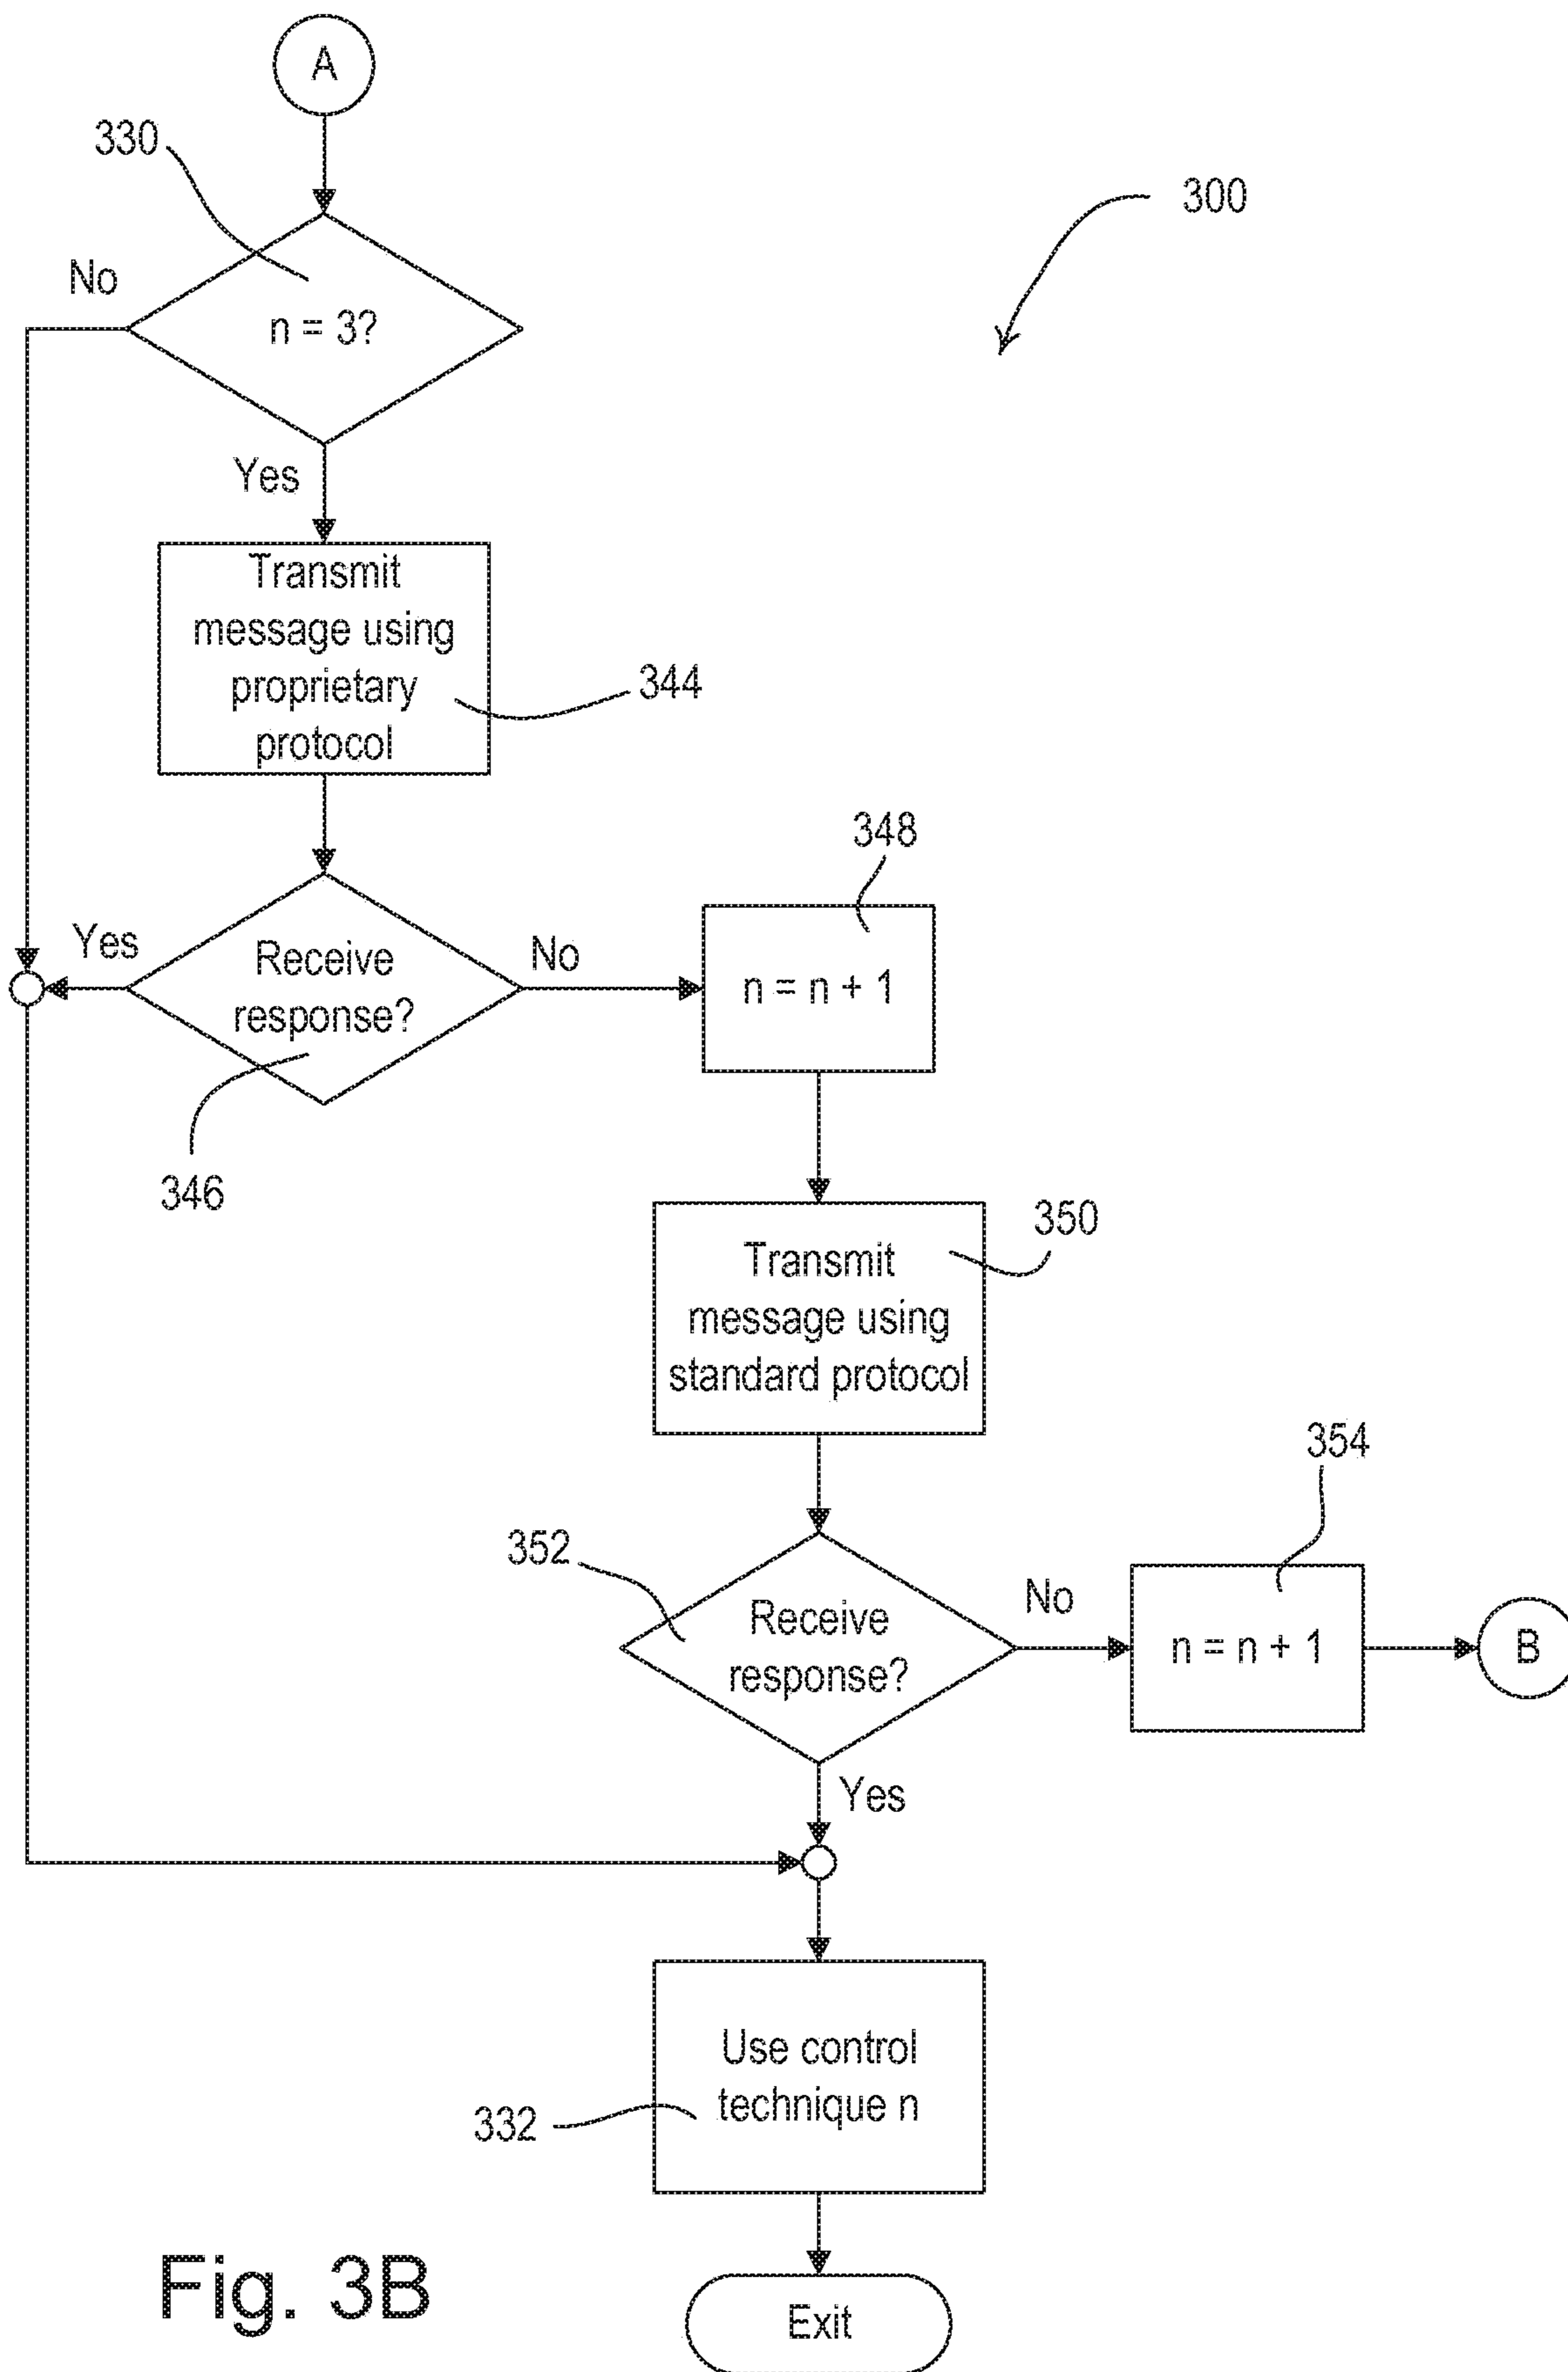 A
330
300
No
n = 3?
Yes
Transmit
message using
proprietary
protocol
344
348
Yes
Receive
response?
No
n = n + 1
346
350
Transmit
message using
standard protocol
354
352
Receive
response?
No
n = n + 1
B
Yes
Use control
technique n
332
Exit
Fig. 3B